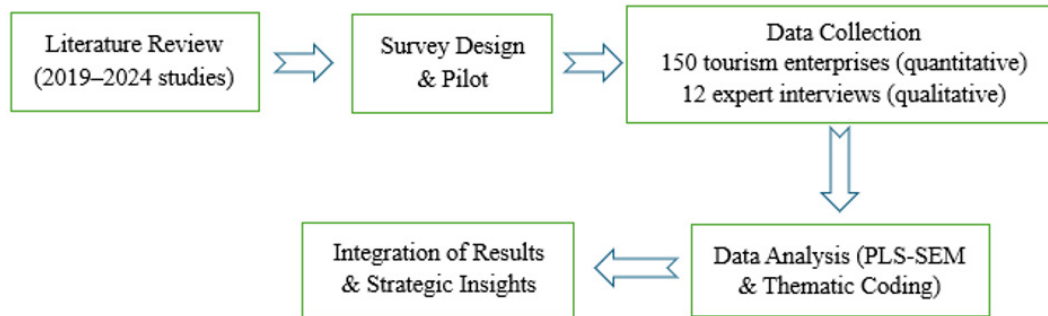 Literature Review
(2019–2024 studies)
Survey Design
& Pilot
Data Collection
150 tourism enterprises (quantitative)
12 expert interviews (qualitative)
Data Analysis (PLS-SEM
& Thematic Coding)
Integration of Results
& Strategic Insights